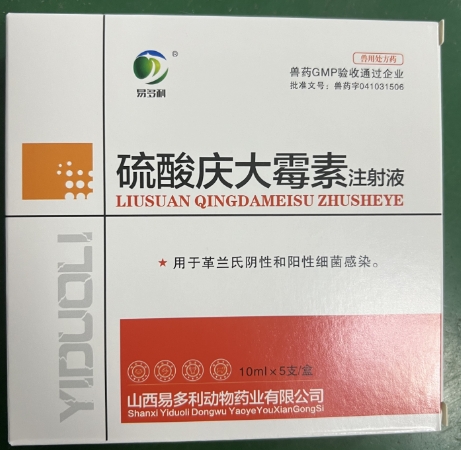 ®
易多利
兽用处方药
兽药GMP验收通过企业
批准文号：兽药字041031506
硫酸庆大霉素注射液
LIUSUAN QINGDAMEISU ZHUSHEYE
★ 用于革兰氏阴性和阳性细菌感染。
YIDUOLI
10ml×5支/盒
山西易多利动物药业有限公司
Shanxi Yiduoli Dongwu YaoyeYouXianGongSi